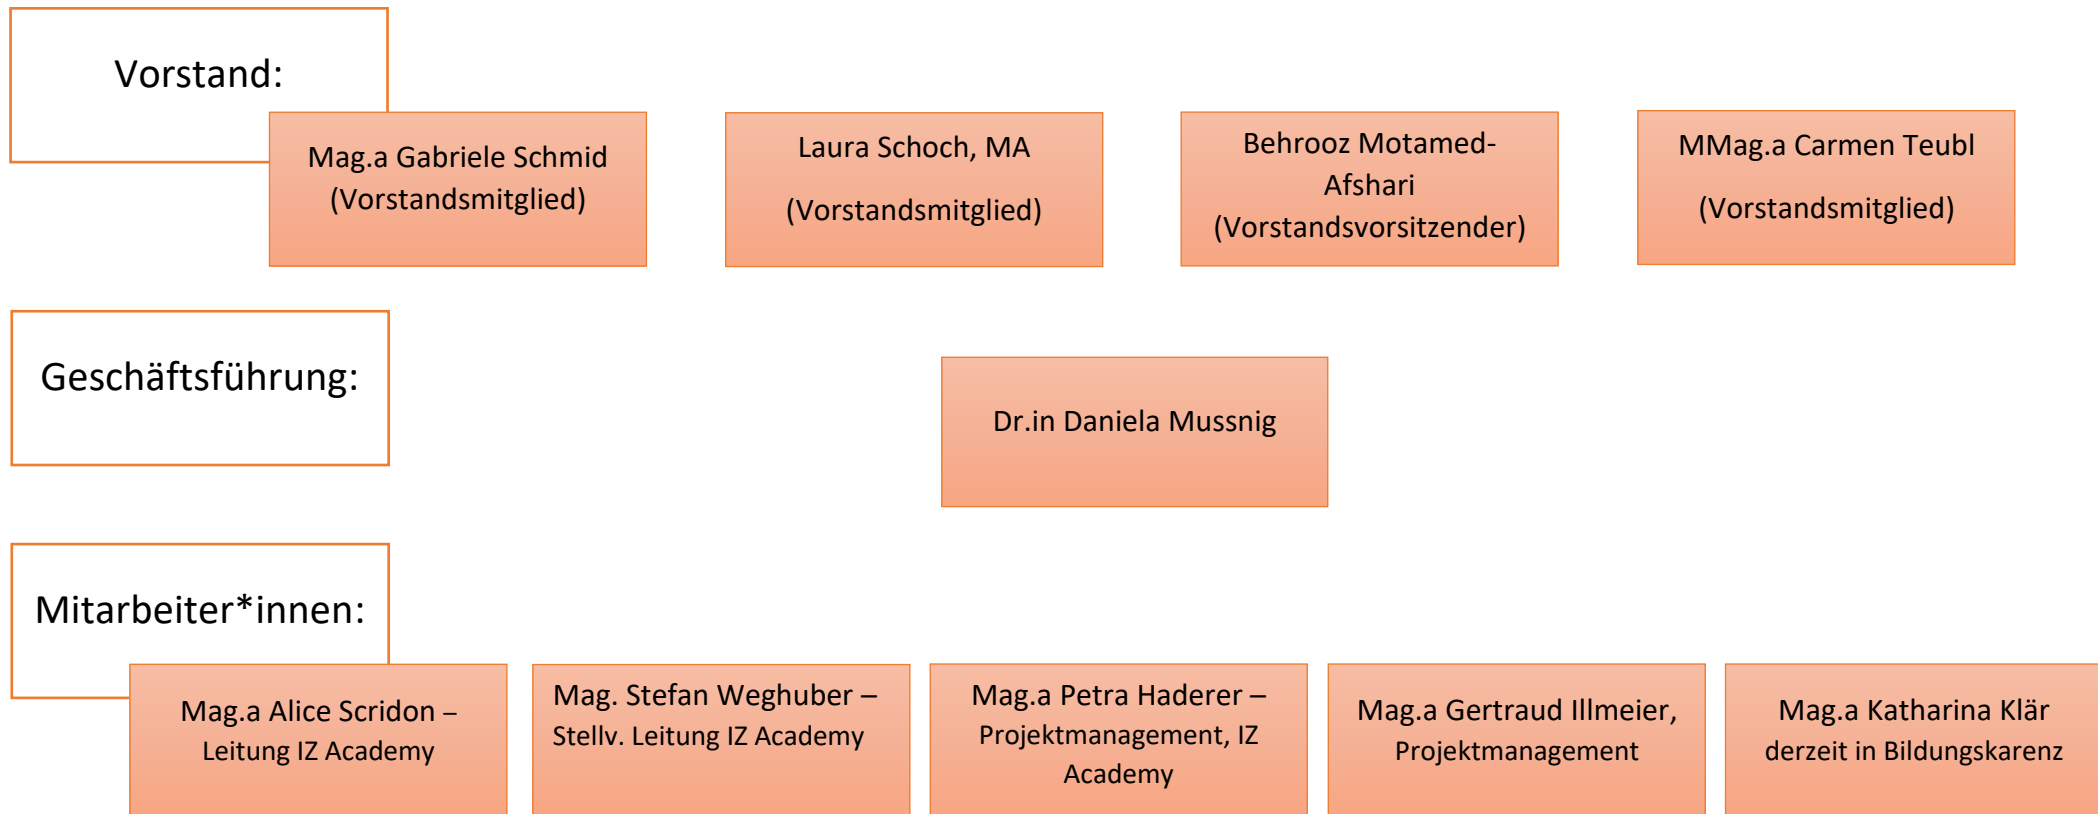 Vorstand:
Mag.a Gabriele Schmid
(Vorstandsmitglied)
Laura Schoch, MA
(Vorstandsmitglied)
Behrooz Motamed-
Afshari
(Vorstandsvorsitzender)
MMag.a Carmen Teubl
(Vorstandsmitglied)
Geschäftsführung:
Dr.in Daniela Mussnig
Mitarbeiter*innen:
Mag.a Alice Scridon –
Leitung IZ Academy
Mag. Stefan Weghuber –
Stellv. Leitung IZ Academy
Mag.a Petra Haderer –
Projektmanagement, IZ
Academy
Mag.a Gertraud Illmeier,
Projektmanagement
Mag.a Katharina Klär
derzeit in Bildungskarenz